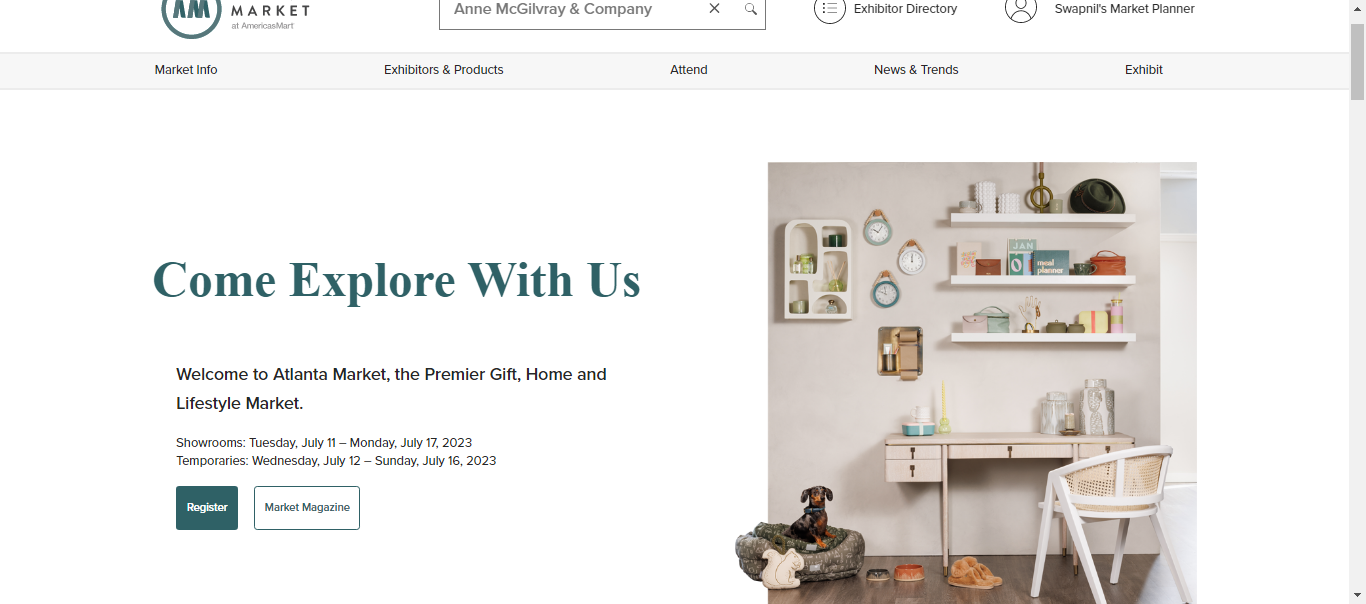 AM
MARKET
at AmericasMart
Anne McGilvray & Company
Exhibitor Directory
Swapnil's Market Planner
Market Info
Exhibitors & Products
Attend
News & Trends
Exhibit
Come Explore With Us
Welcome to Atlanta Market, the Premier Gift, Home and
Lifestyle Market.
Showrooms: Tuesday, July 11 – Monday, July 17, 2023
Temporaries: Wednesday, July 12 – Sunday, July 16, 2023
Register
Market Magazine
JAN
01
meal
planner